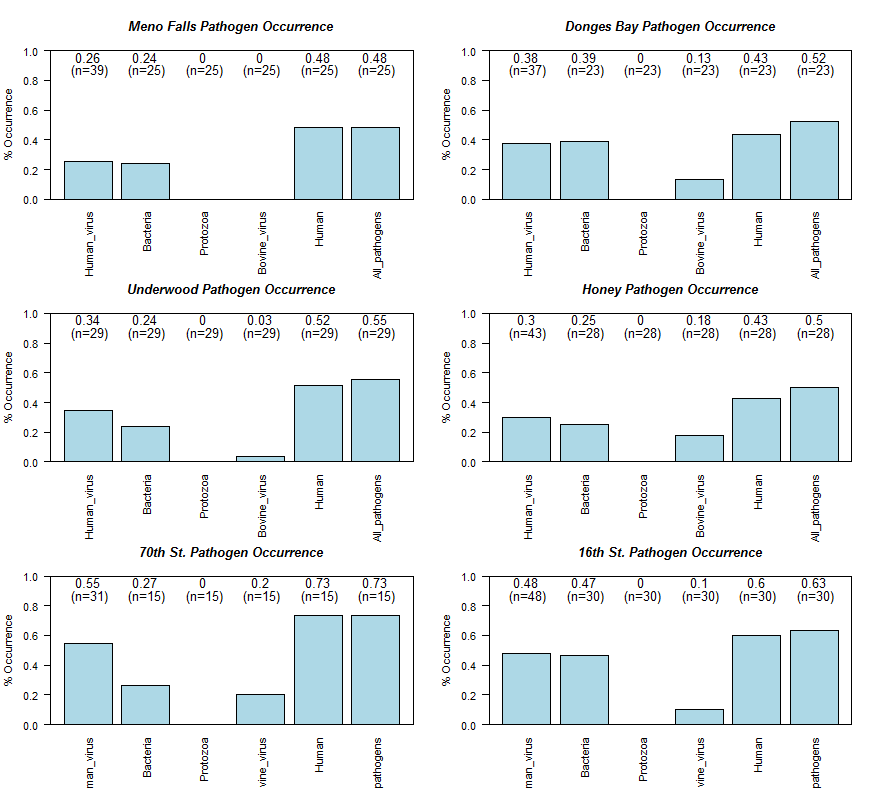 Meno Falls Pathogen Occurrence
0.26 0.24 0 0 0.48 0.48
(n=39) (n=25) (n=25) (n=25) (n=25) (n=25)
1.0
0.8
0.6
0.4
0.2
0.0
% Occurrence
Human_virus
Bacteria
Protozoa
Bovine_virus
Human
All_pathogens
Donges Bay Pathogen Occurrence
0.38 0.39 0 0.13 0.43 0.52
(n=37) (n=23) (n=23) (n=23) (n=23) (n=23)
1.0
0.8
0.6
0.4
0.2
0.0
% Occurrence
Human_virus
Bacteria
Protozoa
Bovine_virus
Human
All_pathogens
Underwood Pathogen Occurrence
0.34 0.24 0 0.03 0.52 0.55
(n=29) (n=29) (n=29) (n=29) (n=29) (n=29)
1.0
0.8
0.6
0.4
0.2
0.0
% Occurrence
Human_virus
Bacteria
Protozoa
Bovine_virus
Human
All_pathogens
Honey Pathogen Occurrence
0.3 0.25 0 0.18 0.43 0.5
(n=43) (n=28) (n=28) (n=28) (n=28) (n=28)
1.0
0.8
0.6
0.4
0.2
0.0
% Occurrence
Human_virus
Bacteria
Protozoa
Bovine_virus
Human
All_pathogens
70th St. Pathogen Occurrence
0.55 0.27 0 0.2 0.73 0.73
(n=31) (n=15) (n=15) (n=15) (n=15) (n=15)
1.0
0.8
0.6
0.4
0.2
0.0
% Occurrence
man_virus
Bacteria
Protozoa
vine_virus
Human
pathogens
16th St. Pathogen Occurrence
0.48 0.47 0 0.1 0.6 0.63
(n=48) (n=30) (n=30) (n=30) (n=30) (n=30)
1.0
0.8
0.6
0.4
0.2
0.0
% Occurrence
man_virus
Bacteria
Protozoa
vine_virus
Human
pathogens